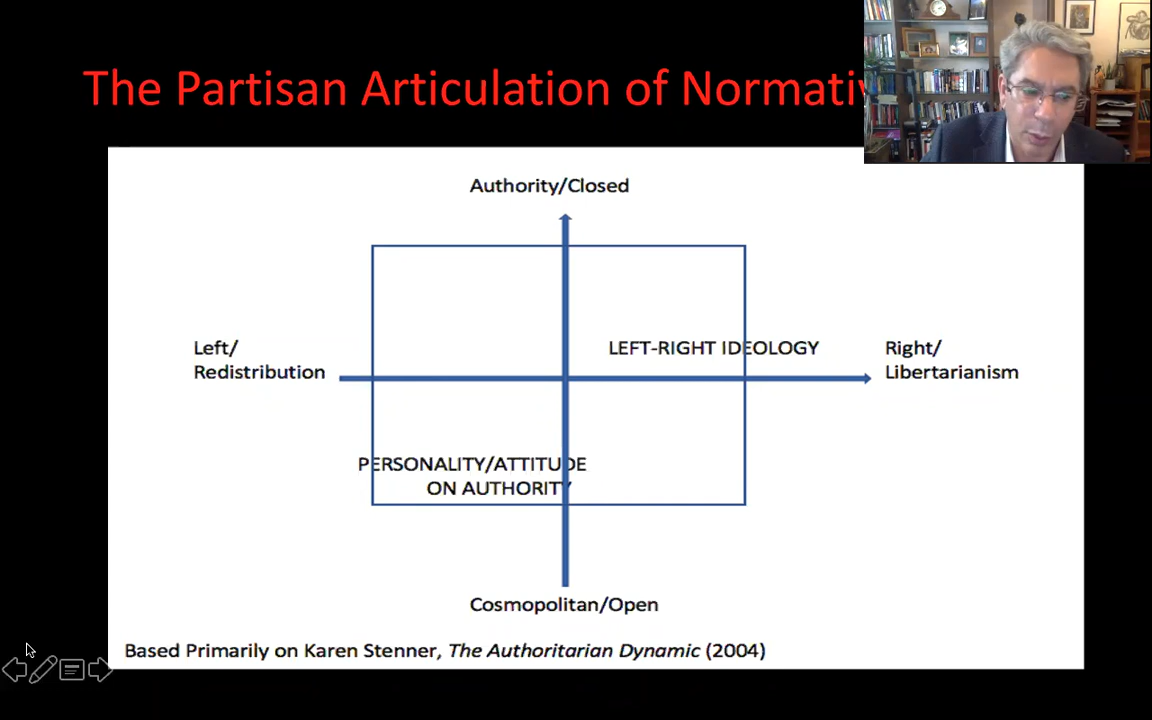 The Partisan Articulation of
Authority/Closed
LEFT-RIGHT IDEOLOGY
Left/
Redistribution
Right/
Libertarianism
PERSONALITY/ATTITUDE
ON AUTHORITY
Cosmopolitan/Open
Based Primarily on Karen Stenner, The Authoritarian Dynamic (2004)